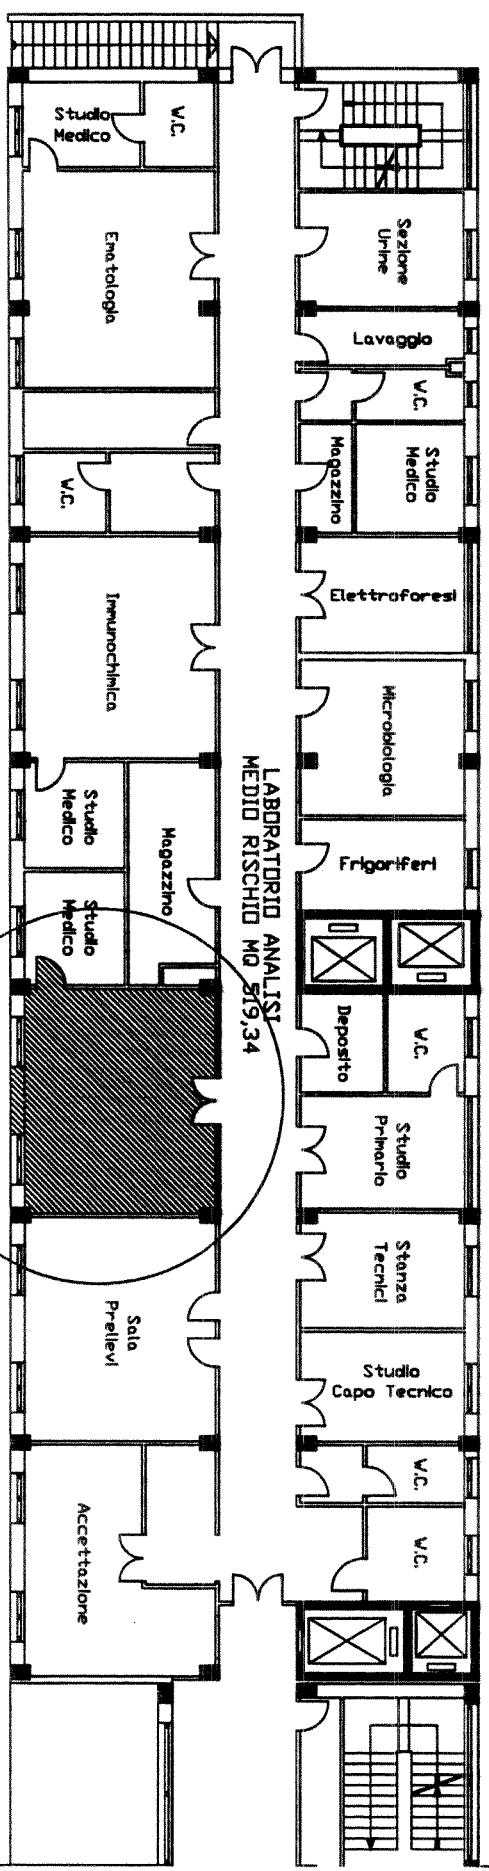 Studio
Medico
W.C.
Ematologia
Sezione
Urine
Lavaggio
W.C.
Magazzino
Studio
Medico
W.C.
Elettroforesi
Immunochimica
Microbiologia
Studio
Medico
Magazzino
Frigoriferi
Studio
Medico
LABORATORIO ANALISI
MEDIO RISCHIO MQ 519,34
Deposito
W.C.
Studio
Primario
Stanza
Tecnici
Sala
Prelievi
Studio
Capo Tecnico
W.C.
Accettazione
W.C.